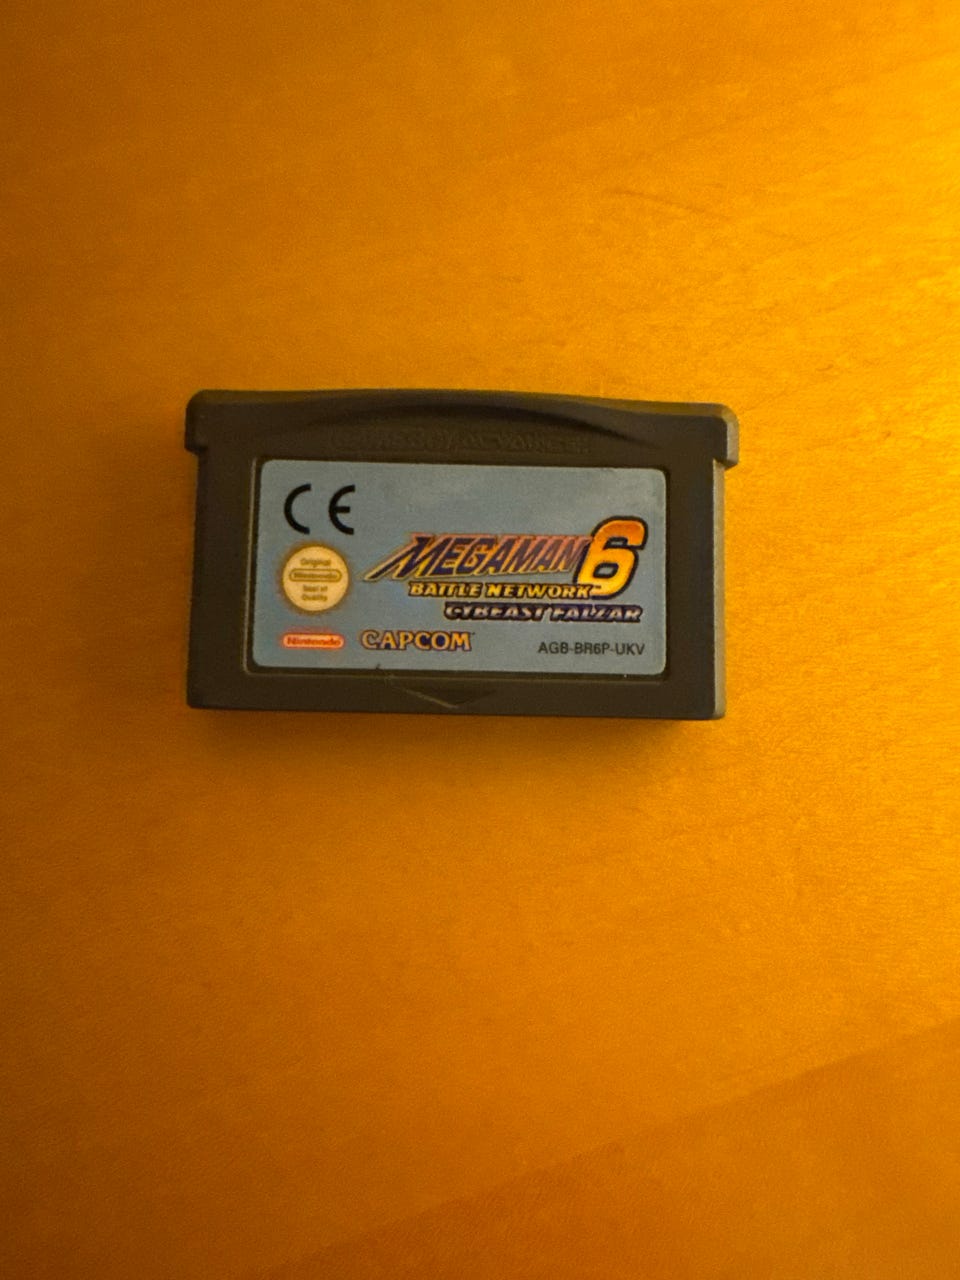 GAME BOY ADVANCE
CE
MEGAMAN 6
BATTLE NETWORK
CYBEAST FALZAR
Original
Nintendo
Seal of
Quality
Nintendo
CAPCOM
AGB-BR6P-UKV